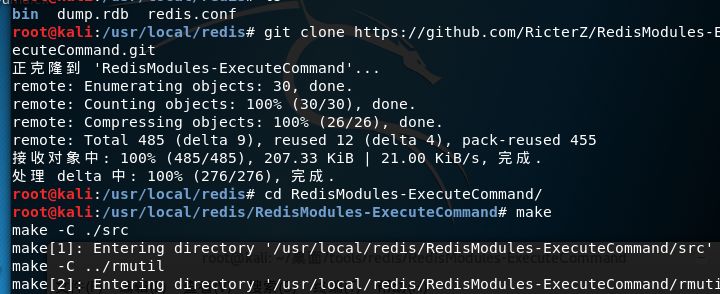 bin  dump.rdb  redis.conf
root@kali:/usr/local/redis# git clone https://github.com/RicterZ/RedisModules-E
ecuteCommand.git
正克隆到 'RedisModules-ExecuteCommand'...
remote: Enumerating objects: 30, done.
remote: Counting objects: 100% (30/30), done.
remote: Compressing objects: 100% (26/26), done.
remote: Total 485 (delta 9), reused 12 (delta 4), pack-reused 455
接收对象中: 100% (485/485), 207.33 KiB | 21.00 KiB/s, 完成.
处理 delta 中: 100% (276/276), 完成.
root@kali:/usr/local/redis# cd RedisModules-ExecuteCommand/
root@kali:/usr/local/redis/RedisModules-ExecuteCommand# make
make -C ./src
make[1]: Entering directory '/usr/local/redis/RedisModules-ExecuteCommand/src'
make -C ../rmutil
make[2]: Entering directory '/usr/local/redis/RedisModules-ExecuteCommand/rmuti